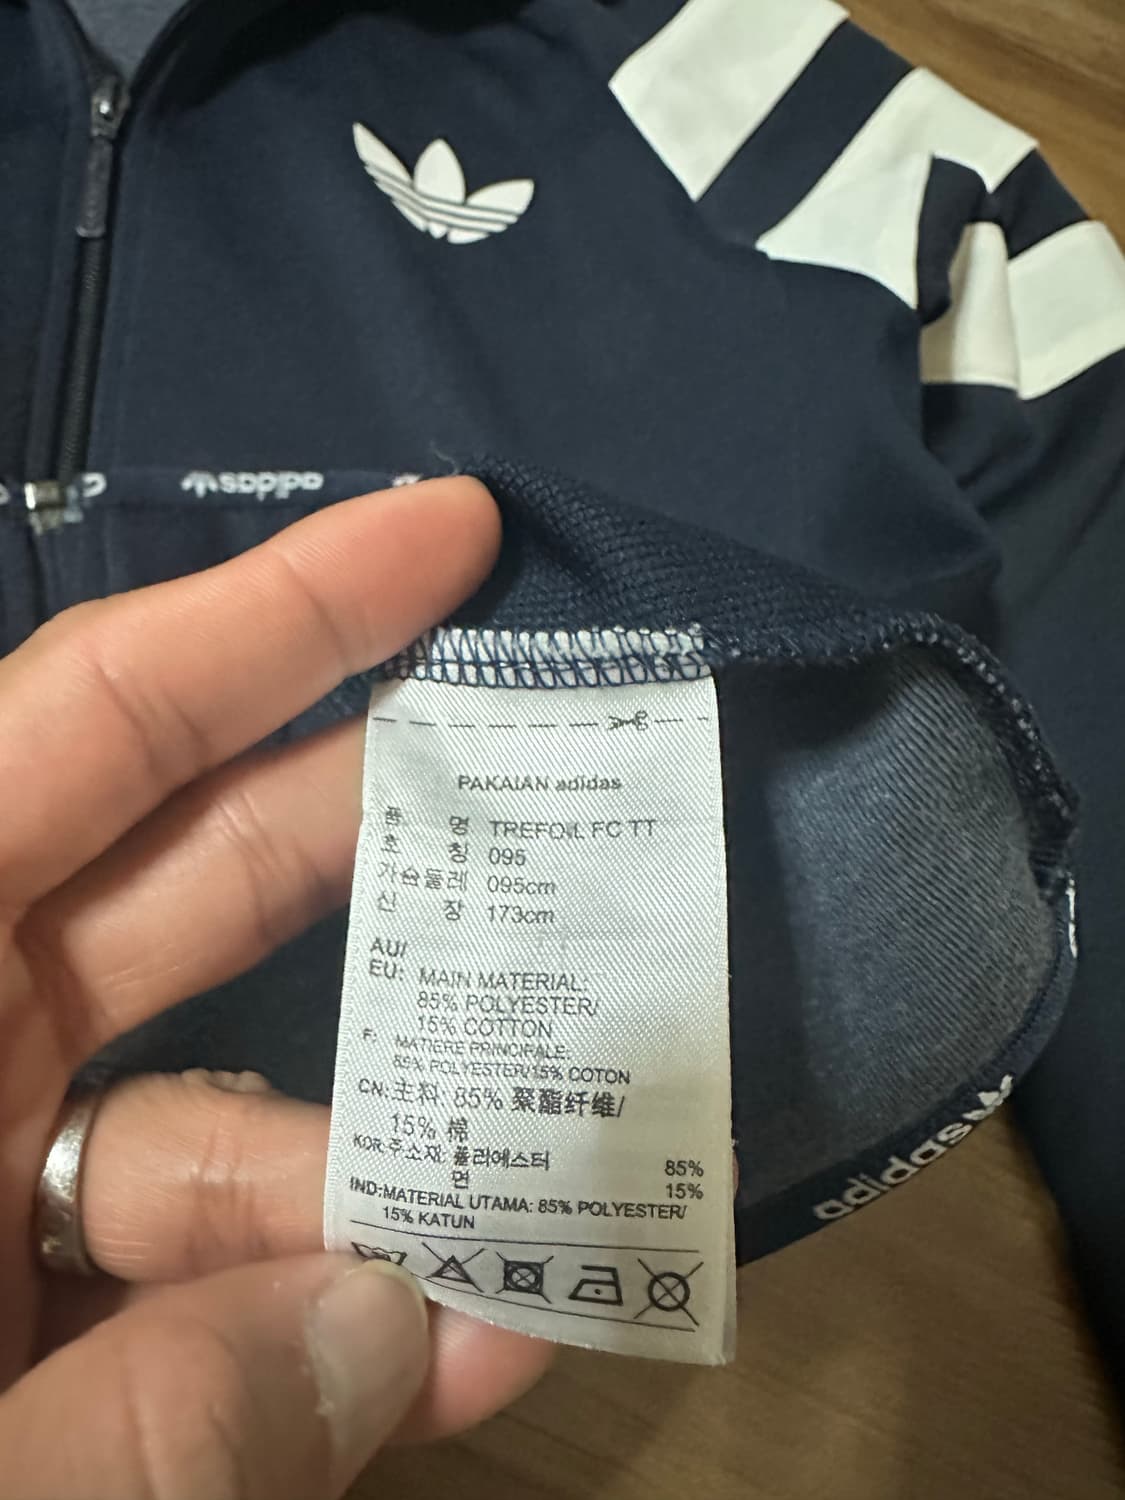 adidas
PAKAIAN adidas
품 명 TREFOIL FC TT
호 칭 095
가슴둘레 095cm
신 장 173cm
AU/
EU: MAIN MATERIAL:
85% POLYESTER/
15% COTTON
F: MATIERE PRINCIPALE:
85% POLYESTER/15% COTON
CN:主料: 85% 聚酯纤维/
15% 棉
KOR:주소재: 폴리에스터 85%
면 15%
IND:MATERIAL UTAMA: 85% POLYESTER/
15% KATUN
adidas